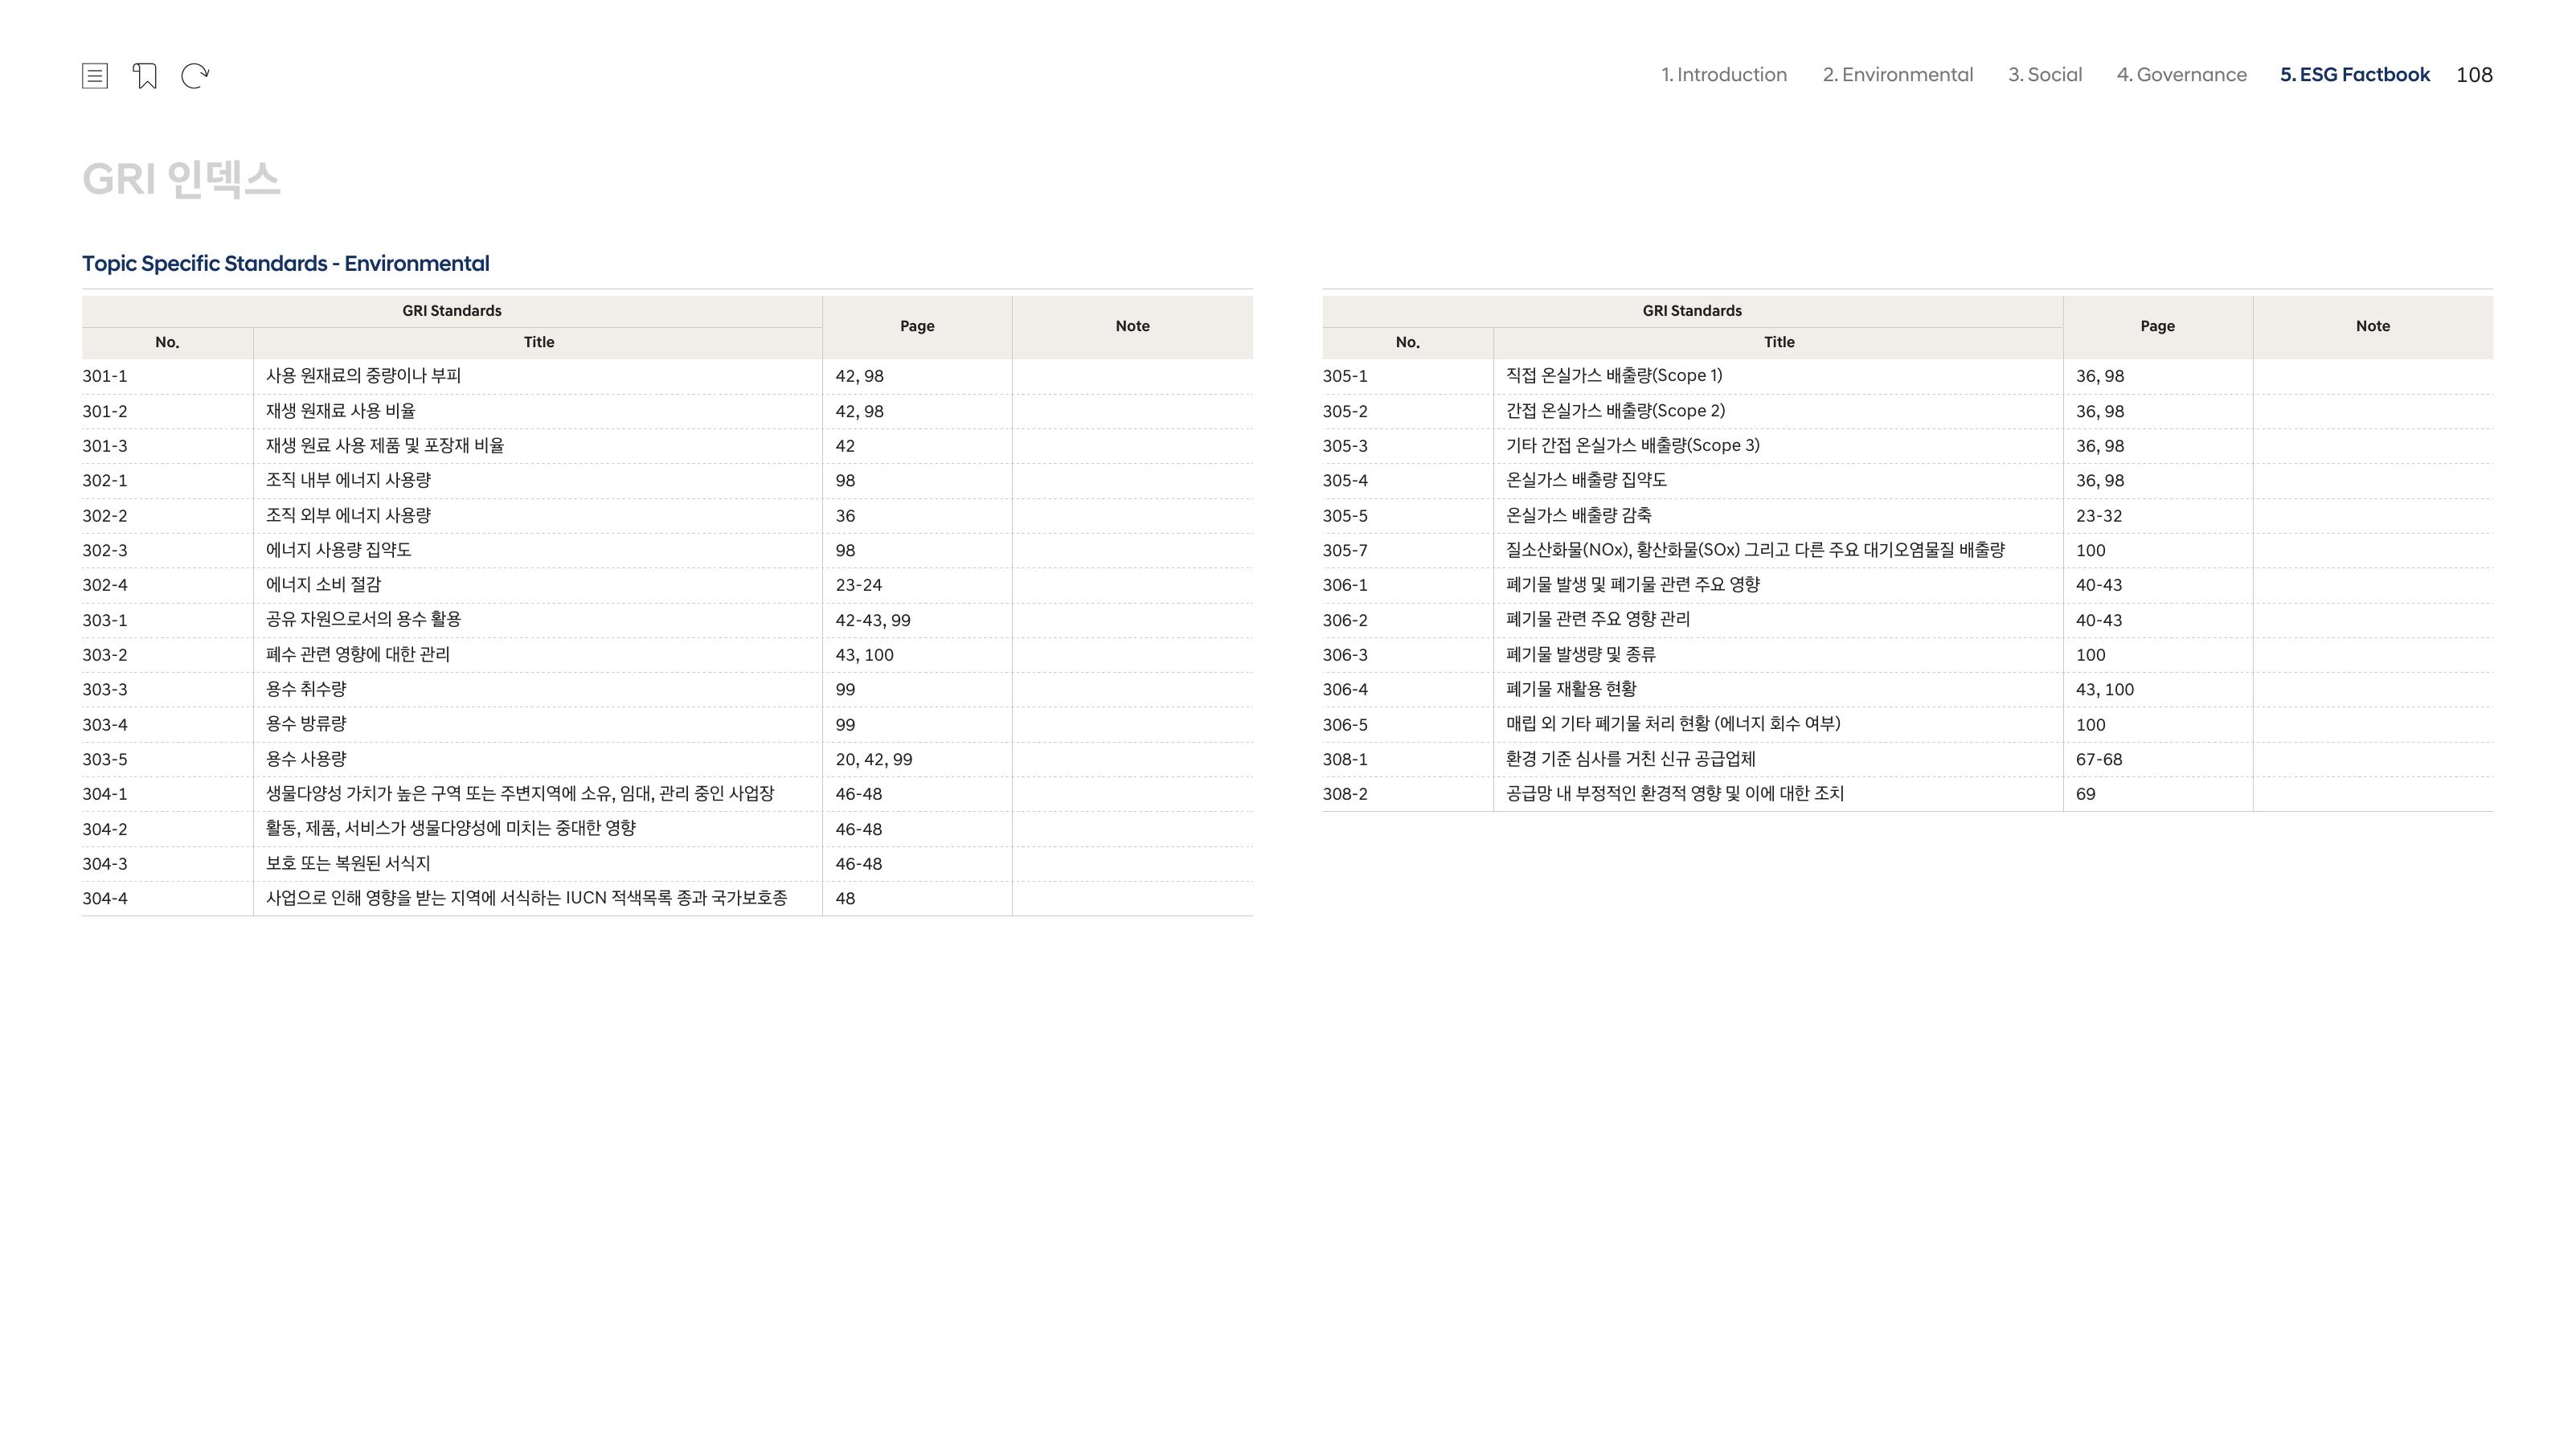 1. Introduction 2. Environmental 3. Social 4. Governance 5. ESG Factbook 108
GRI 인덱스
Topic Specific Standards - Environmental
GRI Standards Page Note
No. Title
301-1 사용 원재료의 중량이나 부피 42, 98
301-2 재생 원재료 사용 비율 42, 98
301-3 재생 원료 사용 제품 및 포장재 비율 42
302-1 조직 내부 에너지 사용량 98
302-2 조직 외부 에너지 사용량 36
302-3 에너지 사용량 집약도 98
302-4 에너지 소비 절감 23-24
303-1 공유 자원으로서의 용수 활용 42-43, 99
303-2 폐수 관련 영향에 대한 관리 43, 100
303-3 용수 취수량 99
303-4 용수 방류량 99
303-5 용수 사용량 20, 42, 99
304-1 생물다양성 가치가 높은 구역 또는 주변지역에 소유, 임대, 관리 중인 사업장 46-48
304-2 활동, 제품, 서비스가 생물다양성에 미치는 중대한 영향 46-48
304-3 보호 또는 복원된 서식지 46-48
304-4 사업으로 인해 영향을 받는 지역에 서식하는 IUCN 적색목록 종과 국가보호종 48
GRI Standards Page Note
No. Title
305-1 직접 온실가스 배출량(Scope 1) 36, 98
305-2 간접 온실가스 배출량(Scope 2) 36, 98
305-3 기타 간접 온실가스 배출량(Scope 3) 36, 98
305-4 온실가스 배출량 집약도 36, 98
305-5 온실가스 배출량 감축 23-32
305-7 질소산화물(NOx), 황산화물(SOx) 그리고 다른 주요 대기오염물질 배출량 100
306-1 폐기물 발생 및 폐기물 관련 주요 영향 40-43
306-2 폐기물 관련 주요 영향 관리 40-43
306-3 폐기물 발생량 및 종류 100
306-4 폐기물 재활용 현황 43, 100
306-5 매립 외 기타 폐기물 처리 현황 (에너지 회수 여부) 100
308-1 환경 기준 심사를 거친 신규 공급업체 67-68
308-2 공급망 내 부정적인 환경적 영향 및 이에 대한 조치 69